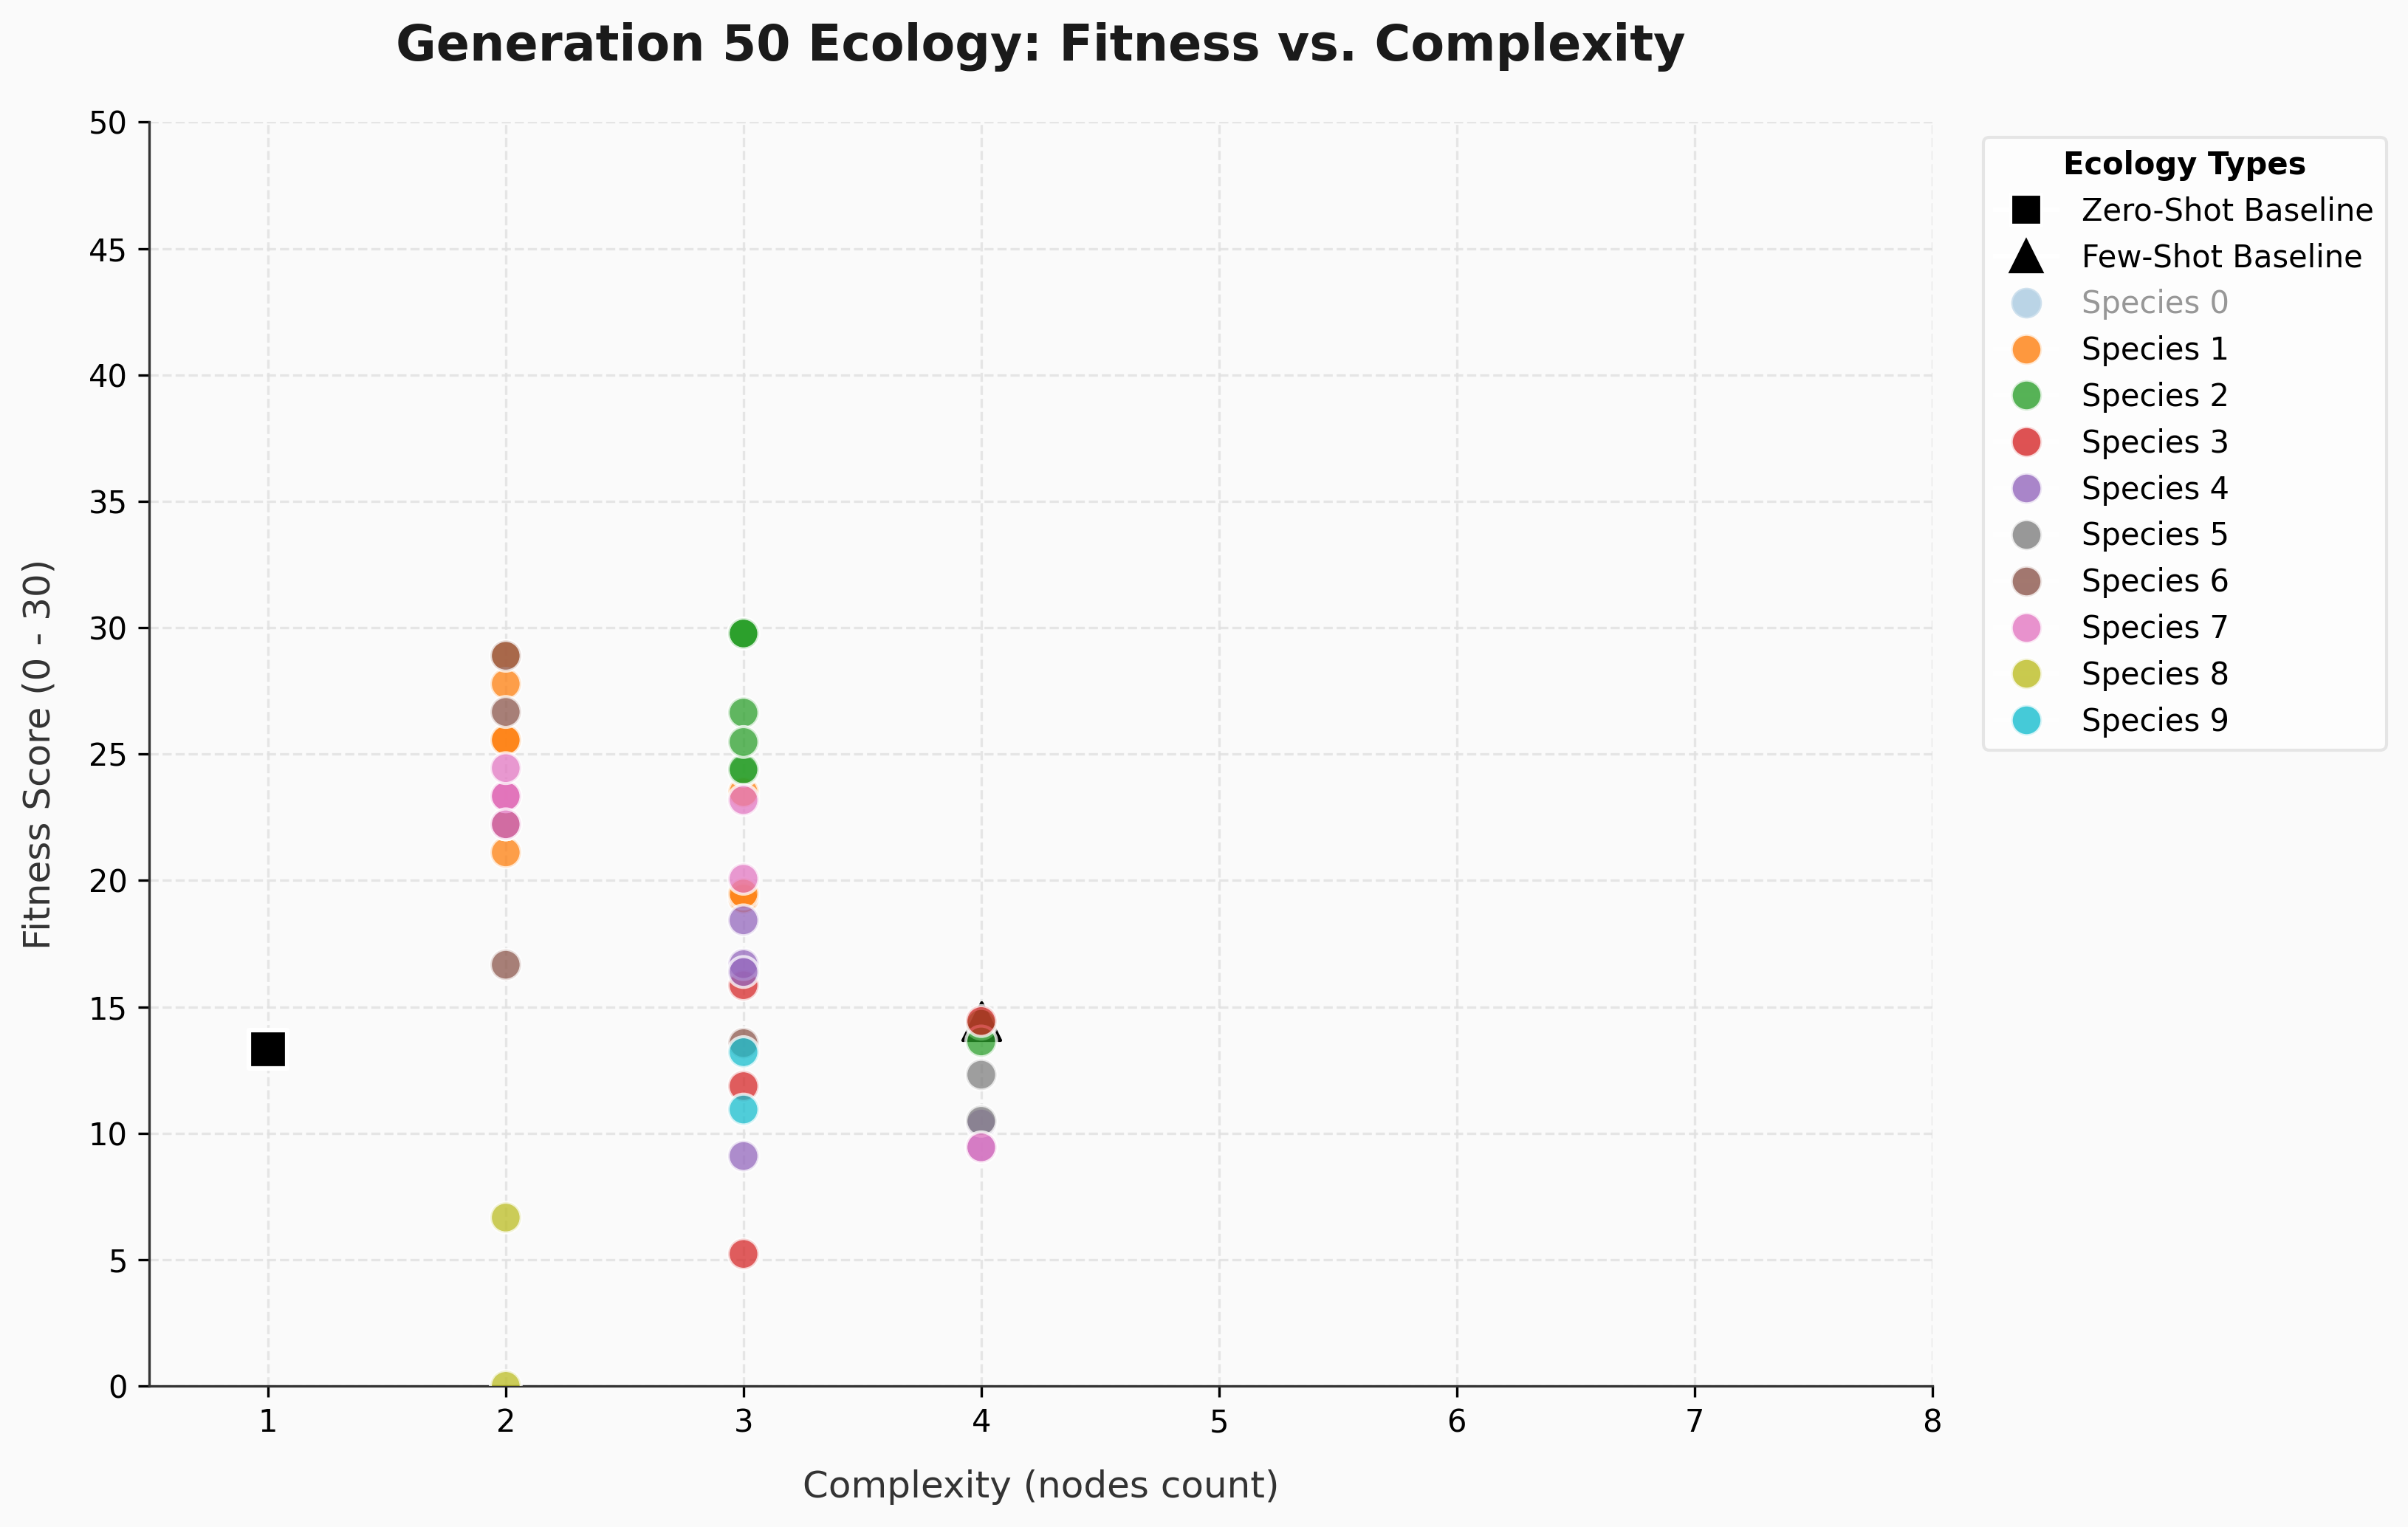 Generation 50 Ecology: Fitness vs. Complexity
50
45
40
35
30
25
20
15
10
5
0
Fitness Score (0 - 30)
1 2 3 4 5 6 7 8
Complexity (nodes count)
Ecology Types
Zero-Shot Baseline
Few-Shot Baseline
Species 0
Species 1
Species 2
Species 3
Species 4
Species 5
Species 6
Species 7
Species 8
Species 9